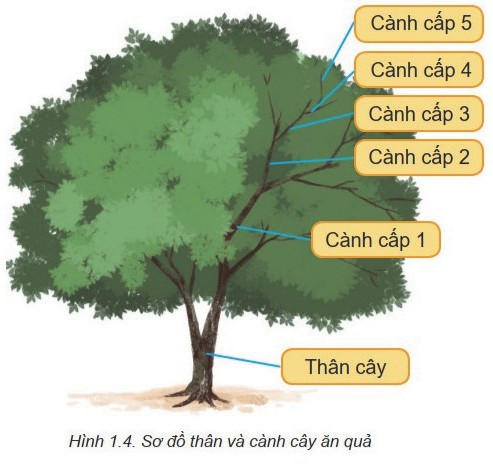 Cành cấp 5
Cành cấp 4
Cành cấp 3
Cành cấp 2
Cành cấp 1
Thân cây
Hình 1.4. Sơ đồ thân và cành cây ăn quả